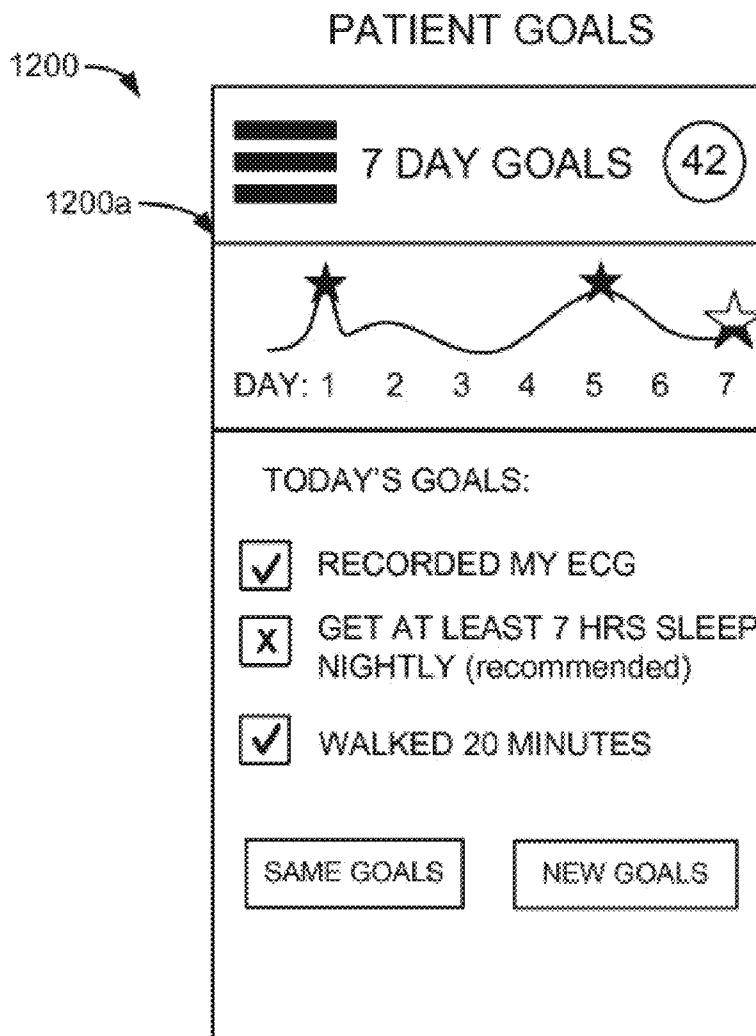 PATIENT GOALS
1200
7 DAY GOALS 42
1200a
DAY: 1 2 3 4 5 6 7
TODAY'S GOALS:
RECORDED MY ECG
X GET AT LEAST 7 HRS SLEEP
NIGHTLY (recommended)
WALKED 20 MINUTES
SAME GOALS NEW GOALS